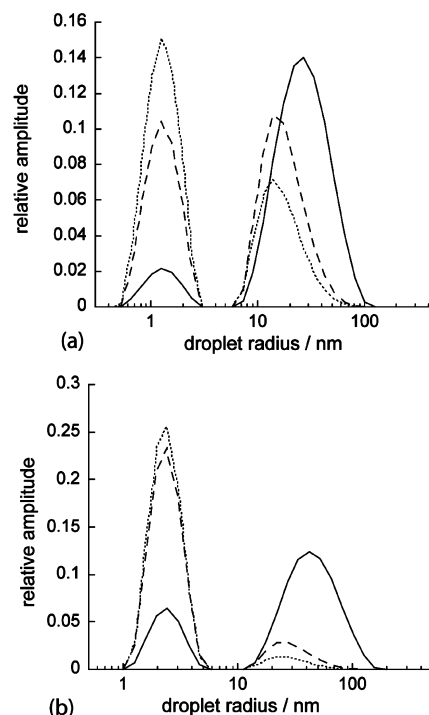 0.16
0.14
0.12
0.1
0.08
0.06
0.04
0.02
0
relative amplitude
1 10 100
(a) droplet radius / nm
0.3
0.25
0.2
0.15
0.1
0.05
0
relative amplitude
1 10 100
(b) droplet radius / nm